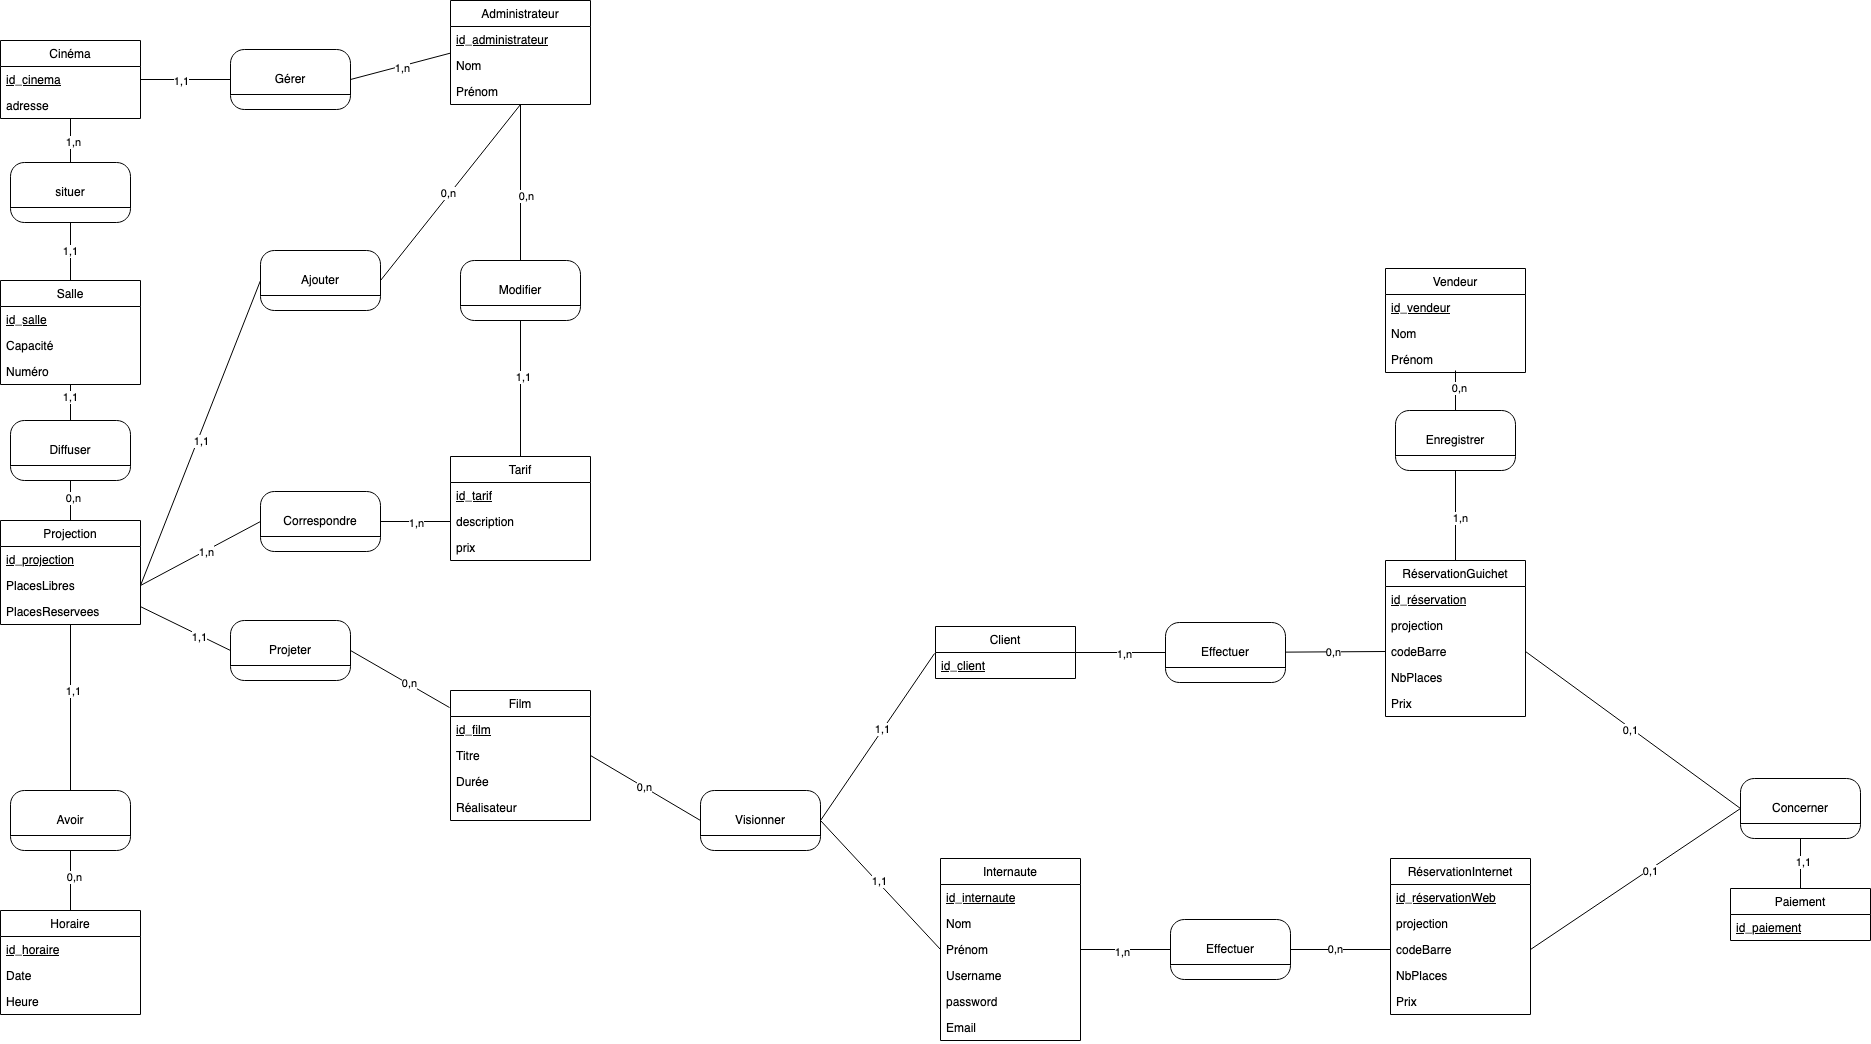 Administrateur
id_administrateur
Nom
Prénom
Cinéma
id_cinema
adresse
1,1
Gérer
1,n
1,n
situer
1,1
0,n
0,n
Ajouter
Modifier
Salle
id_salle
Capacité
Numéro
1,1
1,1
1,1
Diffuser
0,n
Vendeur
id_vendeur
Nom
Prénom
0,n
Enregistrer
1,n
Tarif
id_tarif
description
prix
Correspondre
1,n
1,n
Projection
id_projection
PlacesLibres
PlacesReservees
1,1
Projeter
0,n
1,1
Film
id_film
Titre
Durée
Réalisateur
0,n
Visionner
1,1
1,1
Client
id_client
1,n
Effectuer
0,n
RéservationGuichet
id_réservation
projection
codeBarre
NbPlaces
Prix
0,1
Concerner
0,1
1,1
Paiement
id_paiement
Avoir
0,n
Horaire
id_horaire
Date
Heure
Internaute
id_internaute
Nom
Prénom
Username
password
Email
1,n
Effectuer
0,n
RéservationInternet
id_réservationWeb
projection
codeBarre
NbPlaces
Prix